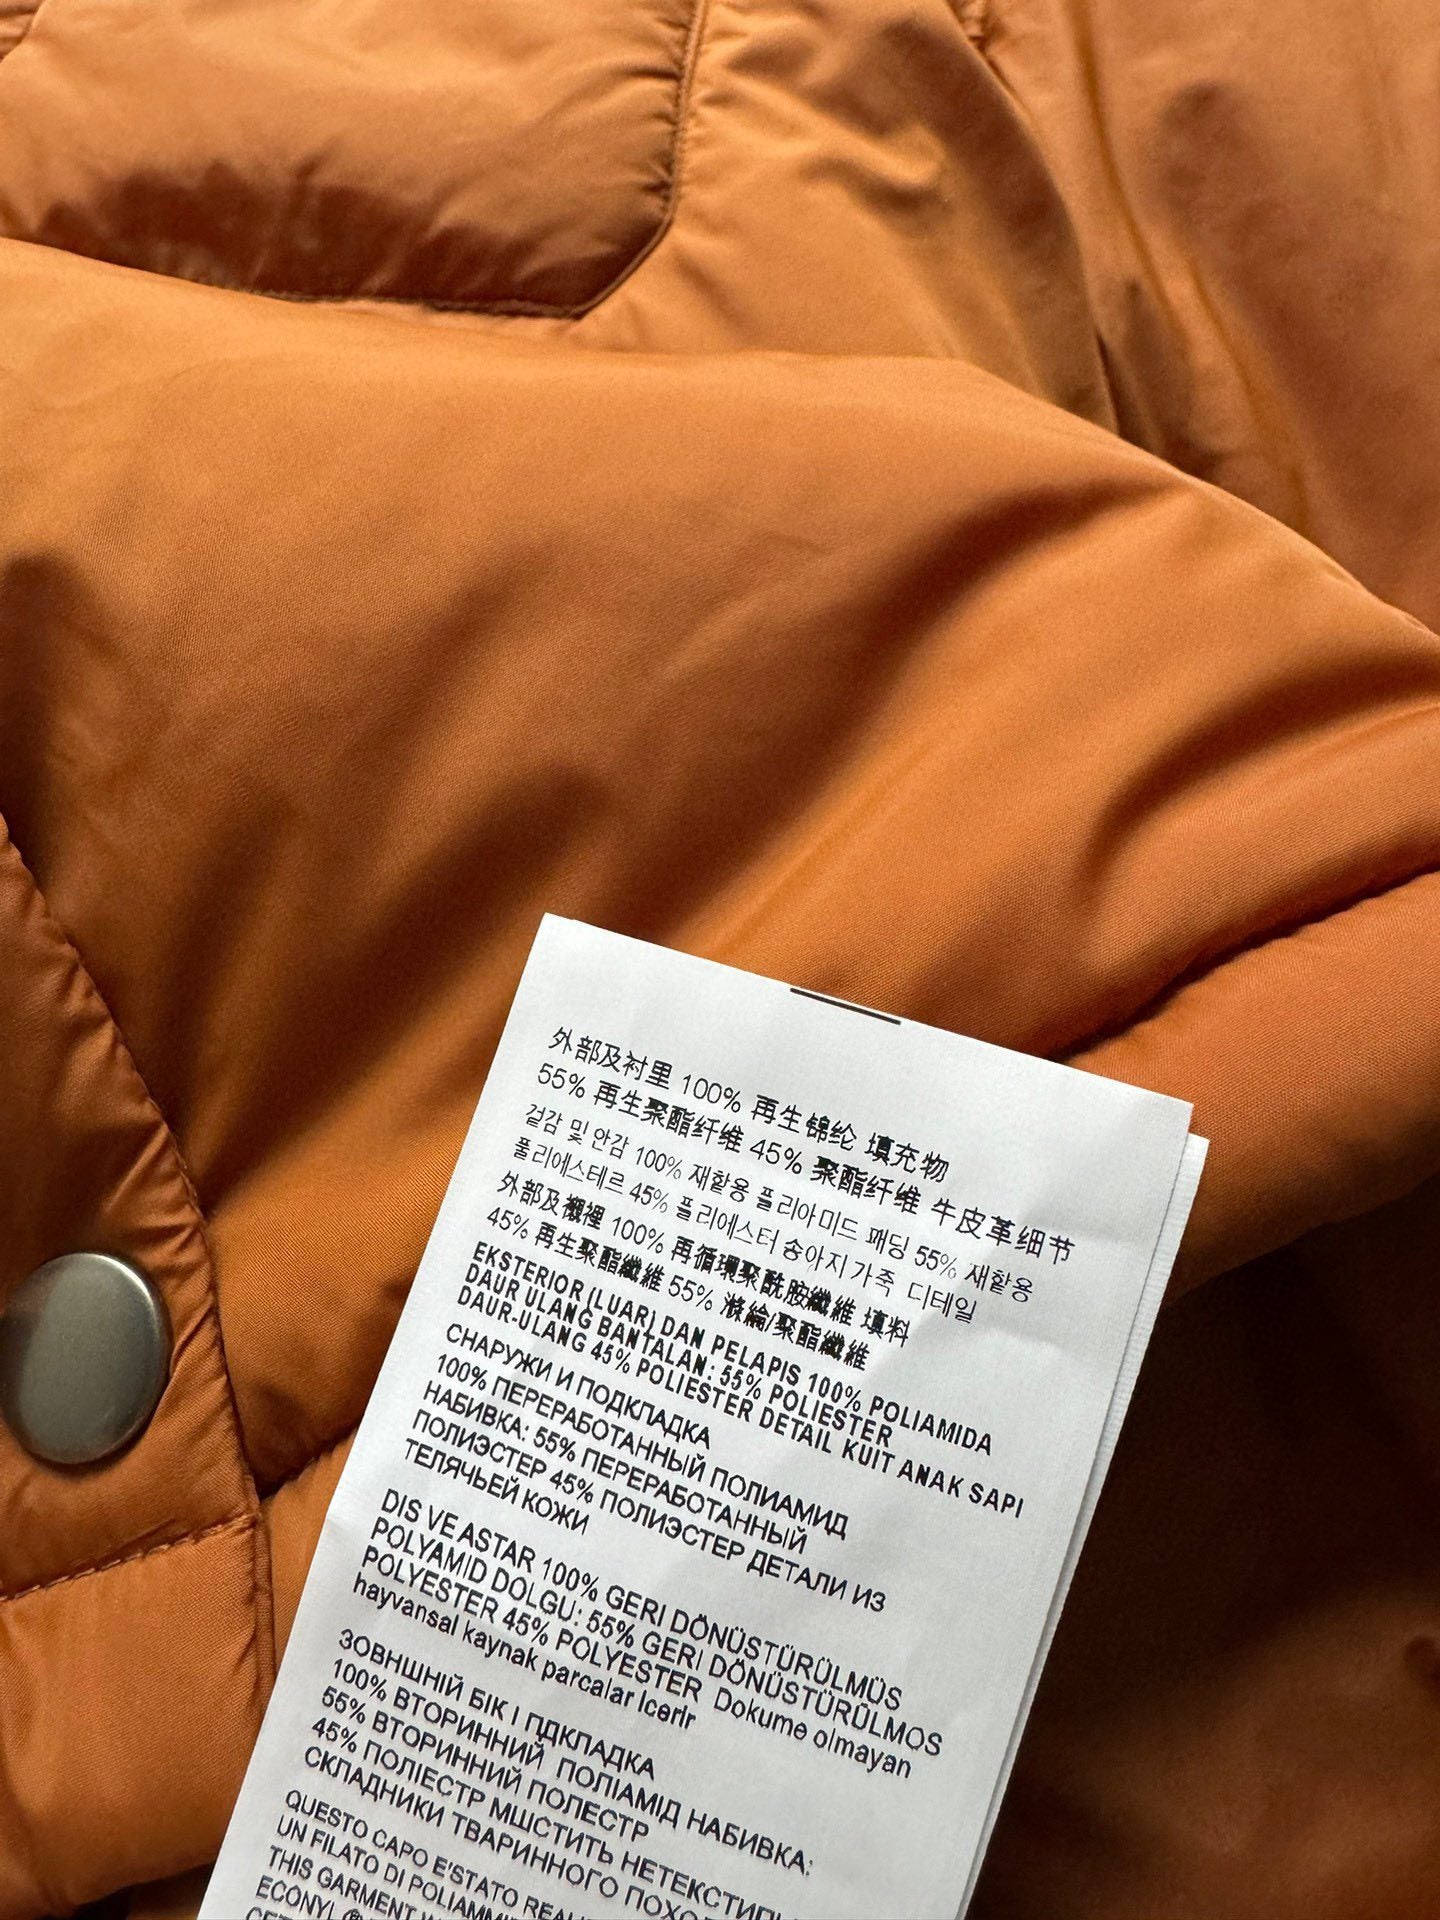 外部及衬里 100% 再生锦纶 填充物
55% 再生聚酯纤维 45% 聚酯纤维 牛皮革细节
겉감 및 안감 100% 재활용 폴리아미드 패딩 55% 재활용
폴리에스테르 45% 폴리에스터 송아지 가죽 디테일
外部及襯裡 100% 再循環聚酰胺纖維 填料
45% 再生聚酯纖維 55% 滌綸/聚酯纖維
EKSTERIOR (LUAR) DAN PELAPIS 100% POLIAMIDA
DAUR ULANG BANTALAN: 55% POLIESTER
DAUR-ULANG 45% POLIESTER DETAIL KUIT ANAK SAPI
СНАРУЖИ И ПОДКЛАДКА
100% ПЕРЕРАБОТАННЫЙ ПОЛИАМИД
НАБИВКА: 55% ПЕРЕРАБОТАННЫЙ
ПОЛИЭСТЕР 45% ПОЛИЭСТЕР ДЕТАЛИ ИЗ
ТЕЛЯЧЬЕЙ КОЖИ
DIS VE ASTAR 100% GERI DÖNÜSTÜRÜLMÜS
POLYAMID DOLGU: 55% GERI DÖNÜSTÜRÜLMOS
POLYESTER 45% POLYESTER Dokume olmayan
hayvansal kaynak parcalar Icerlr
ЗОВНШНІЙ БІК І ПДКЛАДКА
100% ВТОРИННИЙ ПОЛІАМІД НАБИВКА:
55% ВТОРИННИЙ ПОЛЕСТР
45% ПОЛІЕСТР МШСТИТЬ НЕТЕКСТИЛЬ
СКЛАДНИКИ ТВАРИННОГО ПОХО
QUESTO CAPO E'STATO REALI
UN FILATO DI POLIAMMI
THIS GARMENT W
ECONYL®